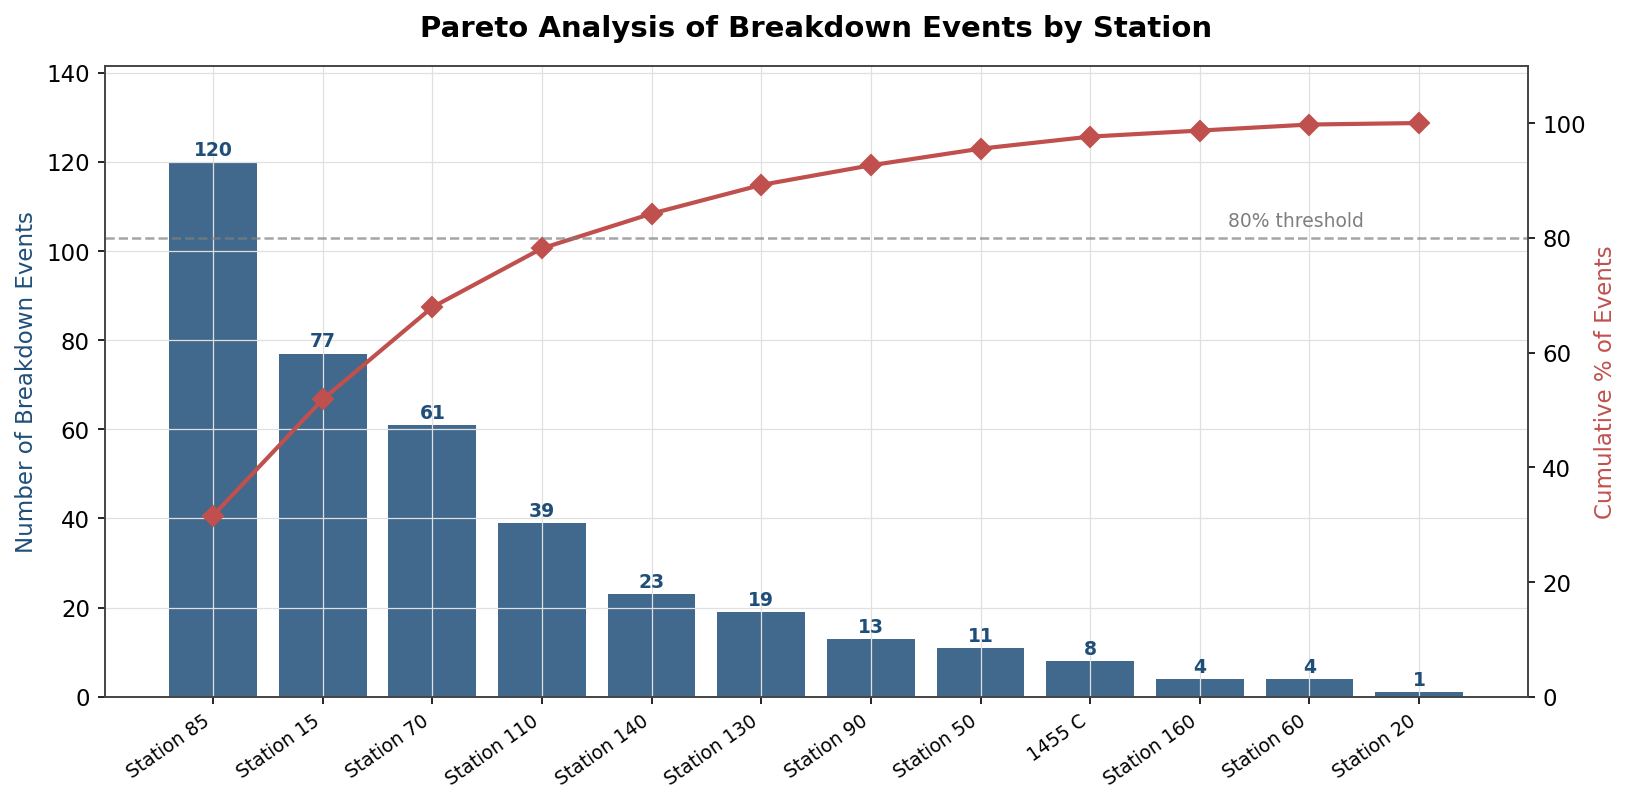 Pareto Analysis of Breakdown Events by Station
Number of Breakdown Events
140
120
100
80
60
40
20
0
120
77
61
39
23
19
13
11
8
4
4
1
80% threshold
100
80
60
40
20
0
Cumulative % of Events
Station 85
Station 15
Station 70
Station 110
Station 140
Station 130
Station 90
Station 50
1455 C
Station 160
Station 60
Station 20